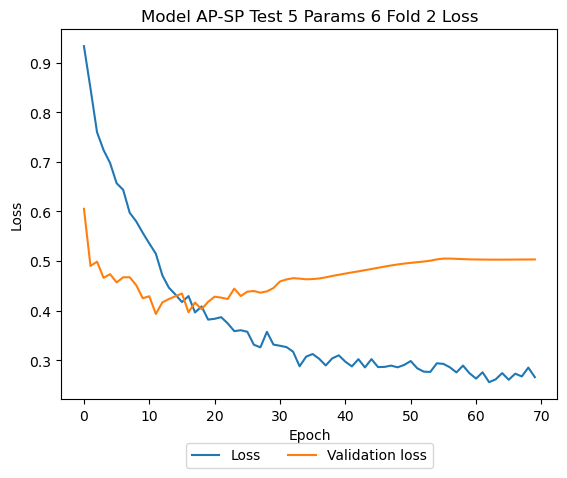 Model AP-SP Test 5 Params 6 Fold 2 Loss
Loss
0.9
0.8
0.7
0.6
0.5
0.4
0.3
0 10 20 30 40 50 60 70
Epoch
Loss Validation loss